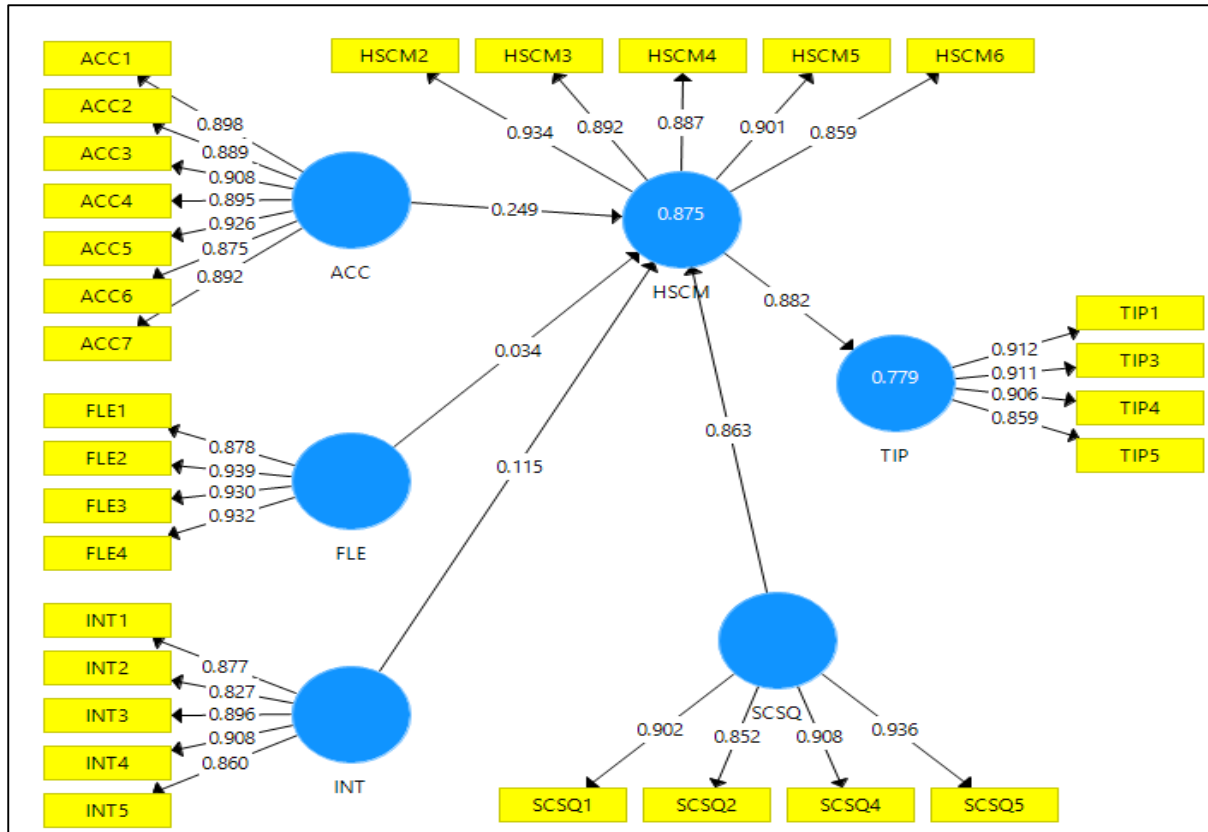 ACC1
ACC2
ACC3
ACC4
ACC5
ACC6
ACC7
0.898
0.889
0.908
0.895
0.926
0.875
0.892
ACC
HSCM2
HSCM3
HSCM4
HSCM5
HSCM6
0.934
0.892
0.887
0.901
0.859
0.249
0.875
HSCM
0.882
0.034
0.115
0.863
FLE1
FLE2
FLE3
FLE4
0.878
0.939
0.930
0.932
FLE
0.779
TIP
0.912
0.911
0.906
0.859
TIP1
TIP3
TIP4
TIP5
INT1
INT2
INT3
INT4
INT5
0.877
0.827
0.896
0.908
0.860
INT
SCSQ
0.902
0.852
0.908
0.936
SCSQ1
SCSQ2
SCSQ4
SCSQ5